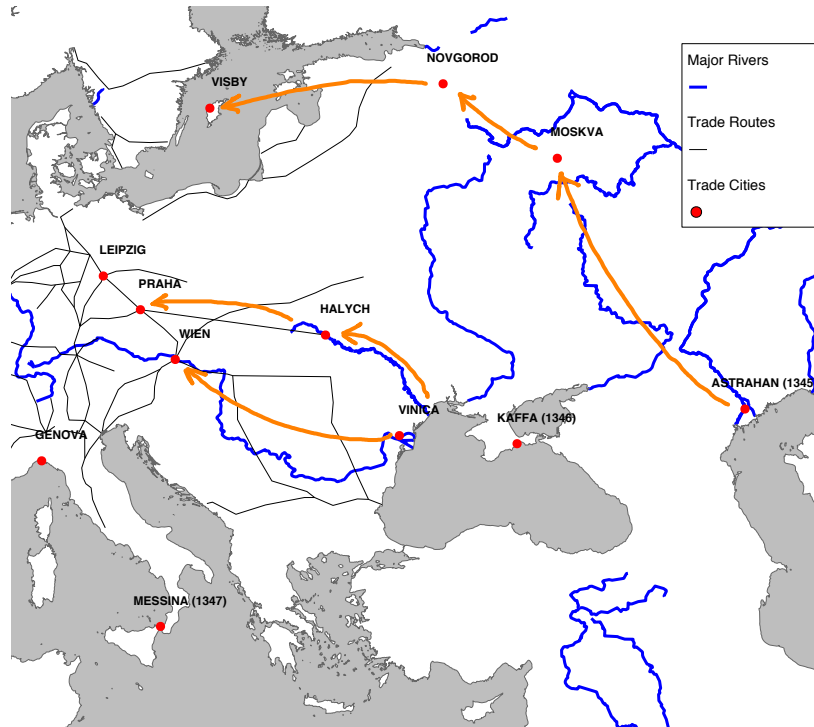 NOVGOROD
Major Rivers
VISBY
Trade Routes
MOSKVA
Trade Cities
LEIPZIG
PRAHA
HALYCH
WIEN
ASTRAHAN (1345
VINICA
KAFFA (1346)
GENOVA
MESSINA (1347)